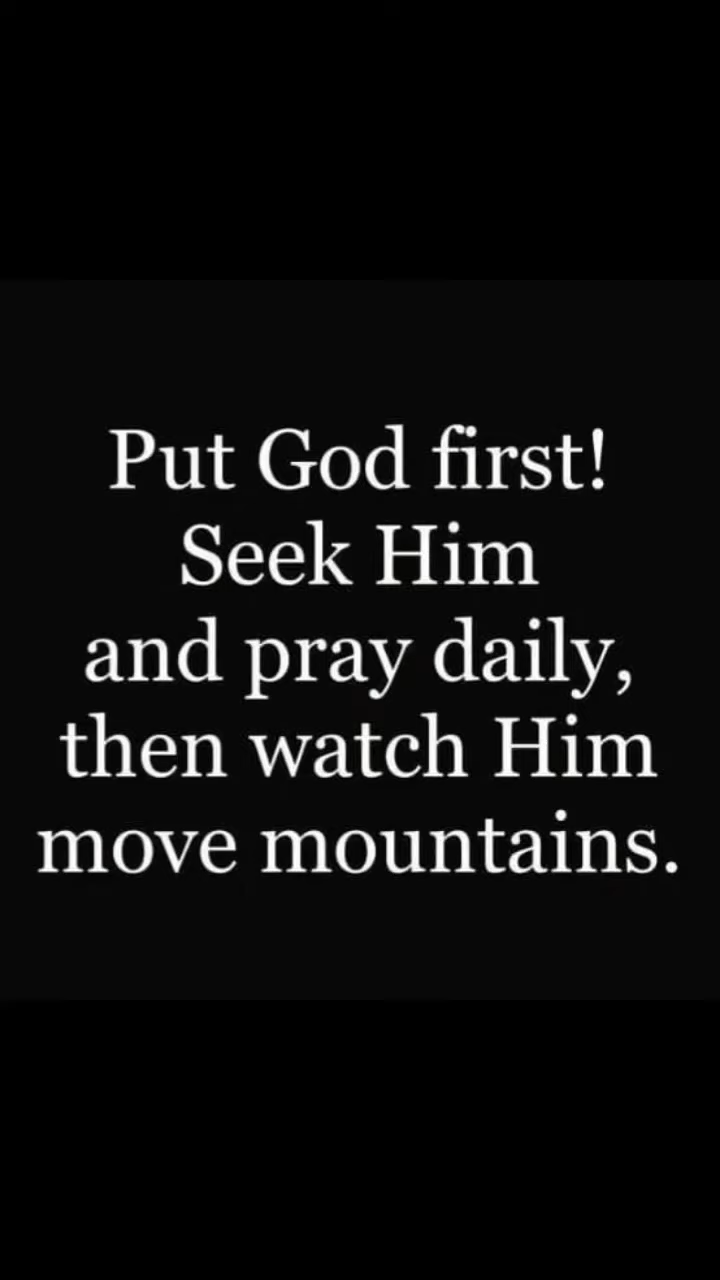 Put God first!
Seek Him
and pray daily,
then watch Him
move mountains.